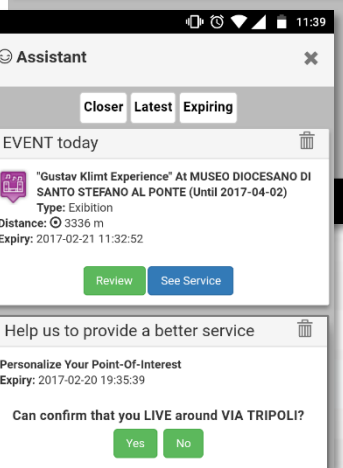 11:39
Assistant
Closer Latest Expiring
EVENT today
"Gustav Klimt Experience" At MUSEO DIOCESANO DI
SANTO STEFANO AL PONTE (Until 2017-04-02)
Type: Exibition
Distance: 3336 m
Expiry: 2017-02-21 11:32:52
Review See Service
Help us to provide a better service
Personalize Your Point-Of-Interest
Expiry: 2017-02-20 19:35:39
Can confirm that you LIVE around VIA TRIPOLI?
Yes No